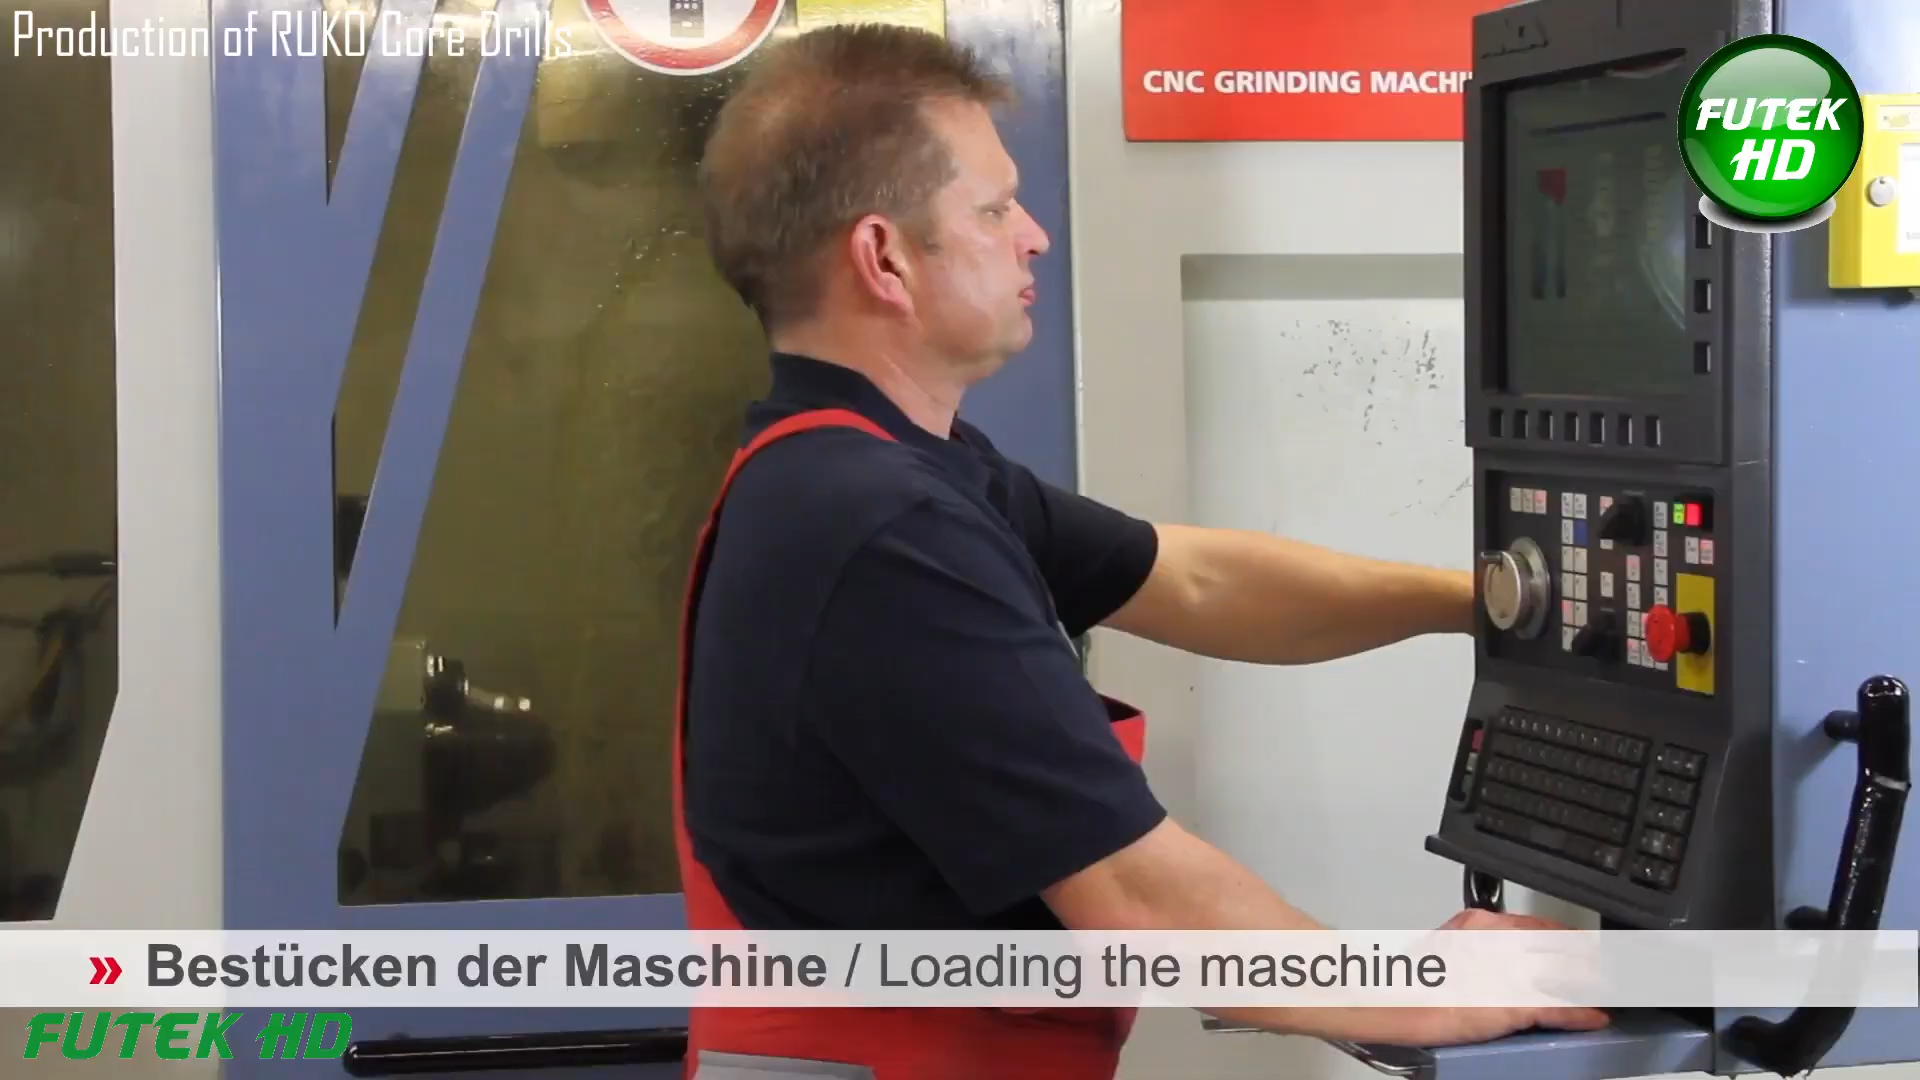 Production of RUKO Core Drills
CNC GRINDING MACHI
FUTEK
HD
» Bestücken der Maschine / Loading the maschine
FUTEK HD